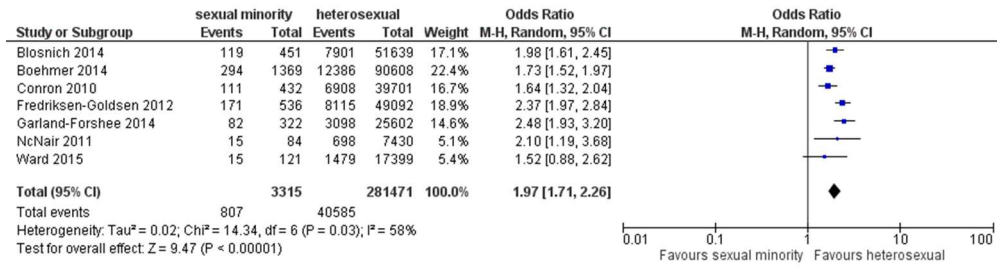 sexual minority heterosexual Odds Ratio Odds Ratio
Study or Subgroup Events Total Events Total Weight M-H, Random, 95% CI M-H, Random, 95% CI
Blosnich 2014 119 451 7901 51639 17.1% 1.98 [1.61, 2.45]
Boehmer 2014 294 1369 12386 90608 22.4% 1.73 [1.52, 1.97]
Conron 2010 111 432 6908 39701 16.7% 1.64 [1.32, 2.04]
Fredriksen-Goldsen 2012 171 536 8115 49092 18.9% 2.37 [1.97, 2.84]
Garland-Forshee 2014 82 322 3098 25602 14.6% 2.48 [1.93, 3.20]
NcNair 2011 15 84 698 7430 5.1% 2.10 [1.19, 3.68]
Ward 2015 15 121 1479 17399 5.4% 1.52 [0.88, 2.62]
Total (95% CI) 3315 281471 100.0% 1.97 [1.71, 2.26]
Total events 807 40585
Heterogeneity: Tau² = 0.02; Chi² = 14.34, df = 6 (P = 0.03); I² = 58%
Test for overall effect: Z = 9.47 (P < 0.00001)
0.01 0.1 1 10 100
Favours sexual minority Favours heterosexual